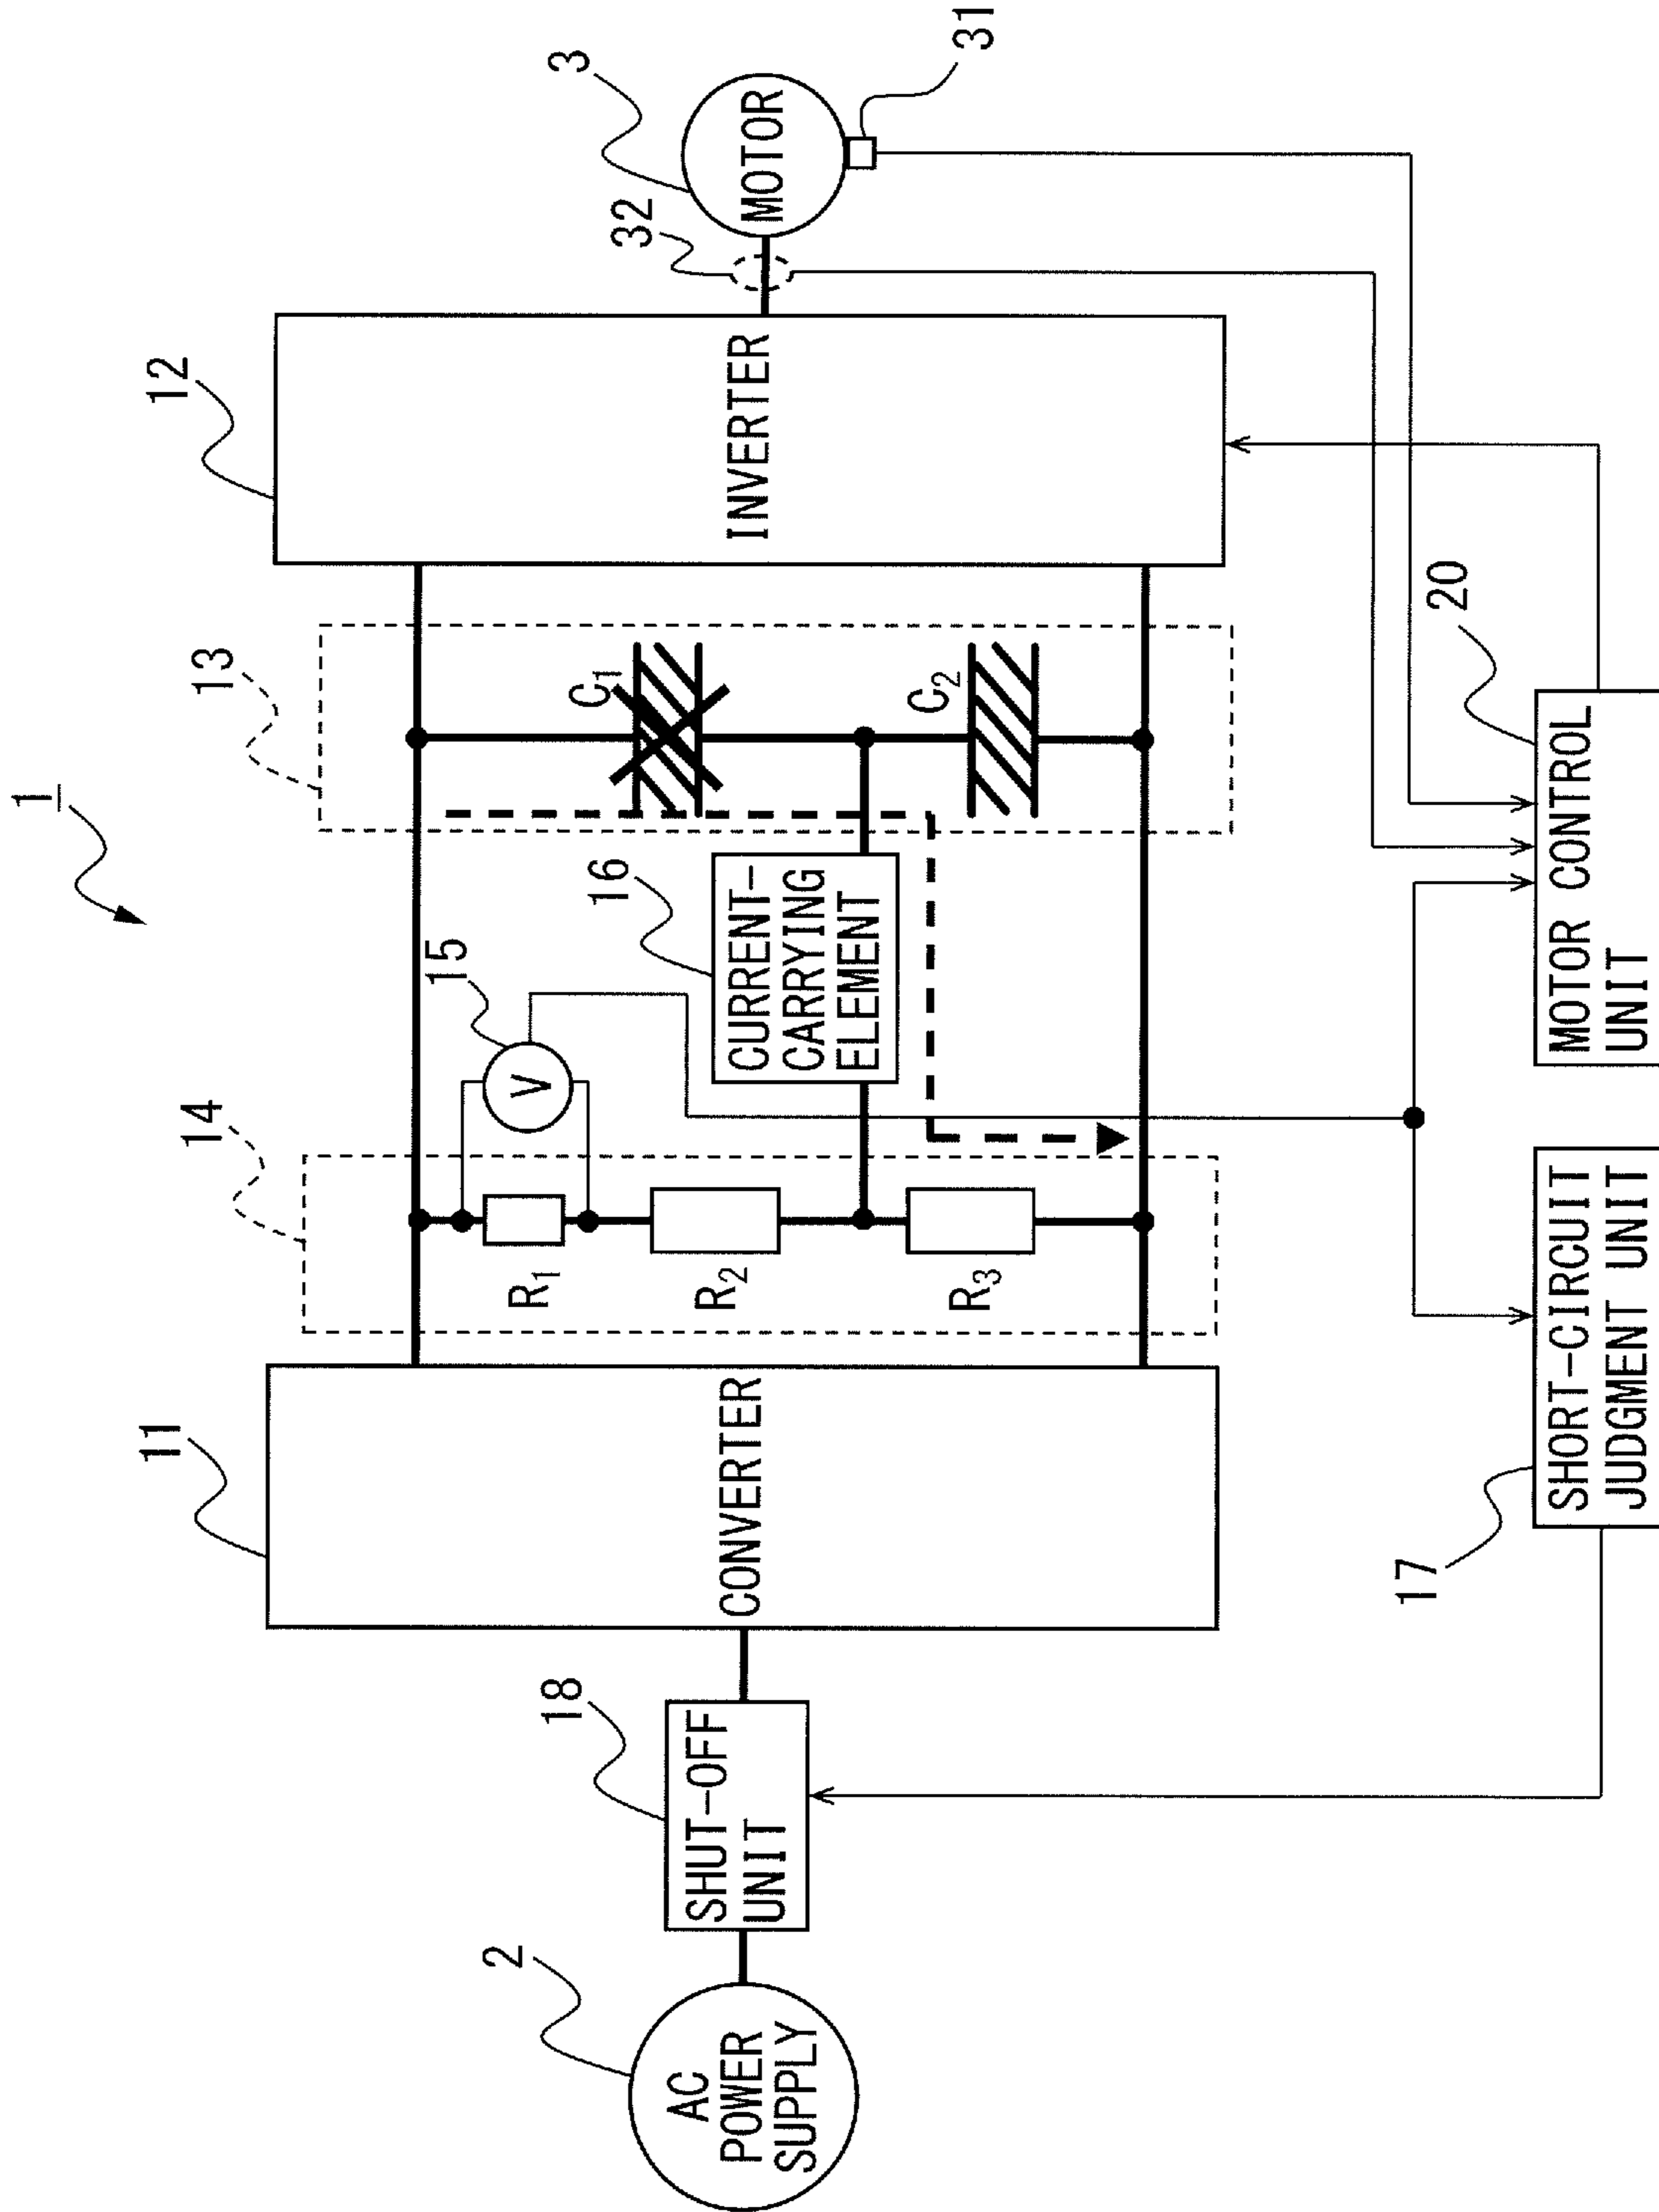 1
11
14
15
16
13
12
32
3
31
18
2
17
20
AC
POWER
SUPPLY
SHUT-OFF
UNIT
CONVERTER
R1
R2
R3
V
CURRENT-
CARRYING
ELEMENT
C1
C2
INVERTER
MOTOR
SHORT-CIRCUIT
JUDGMENT UNIT
MOTOR CONTROL
UNIT